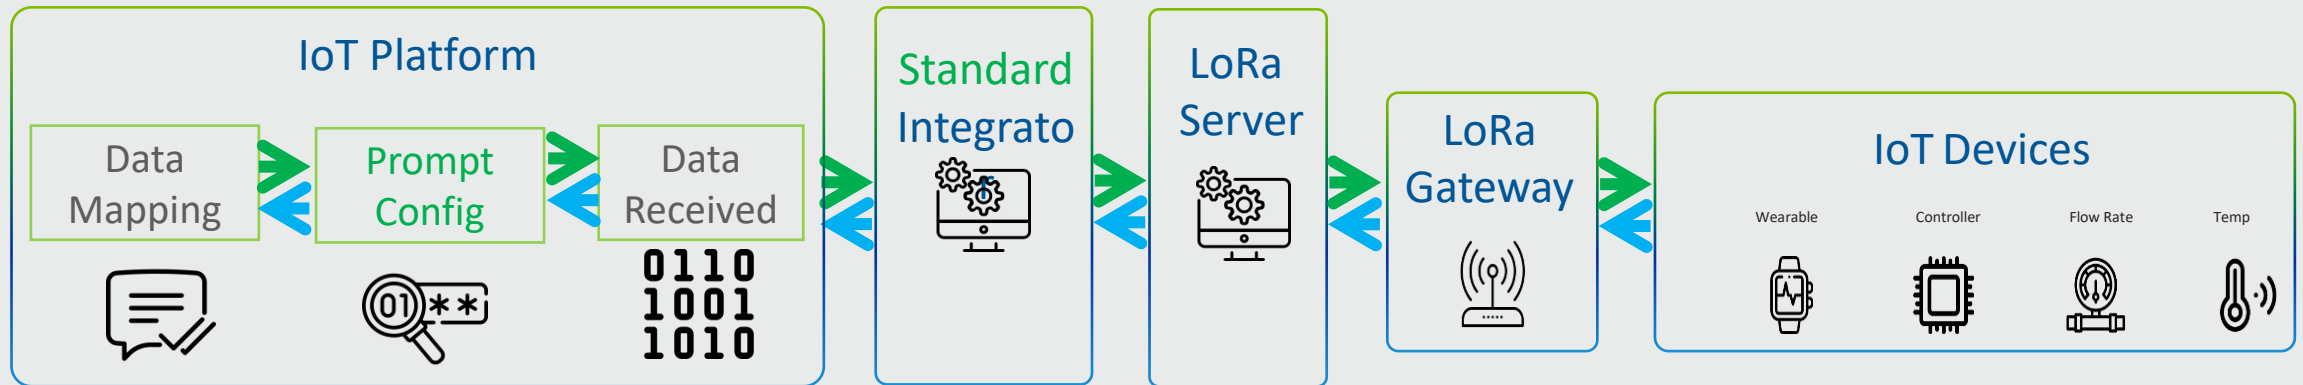 IoT Platform
Data
Mapping
Prompt
Config
Data
Received
0110
1001
1010
01 **
Standard
Integrato
r
LoRa
Server
LoRa
Gateway
IoT Devices
Wearable
Controller
Flow Rate
Temp